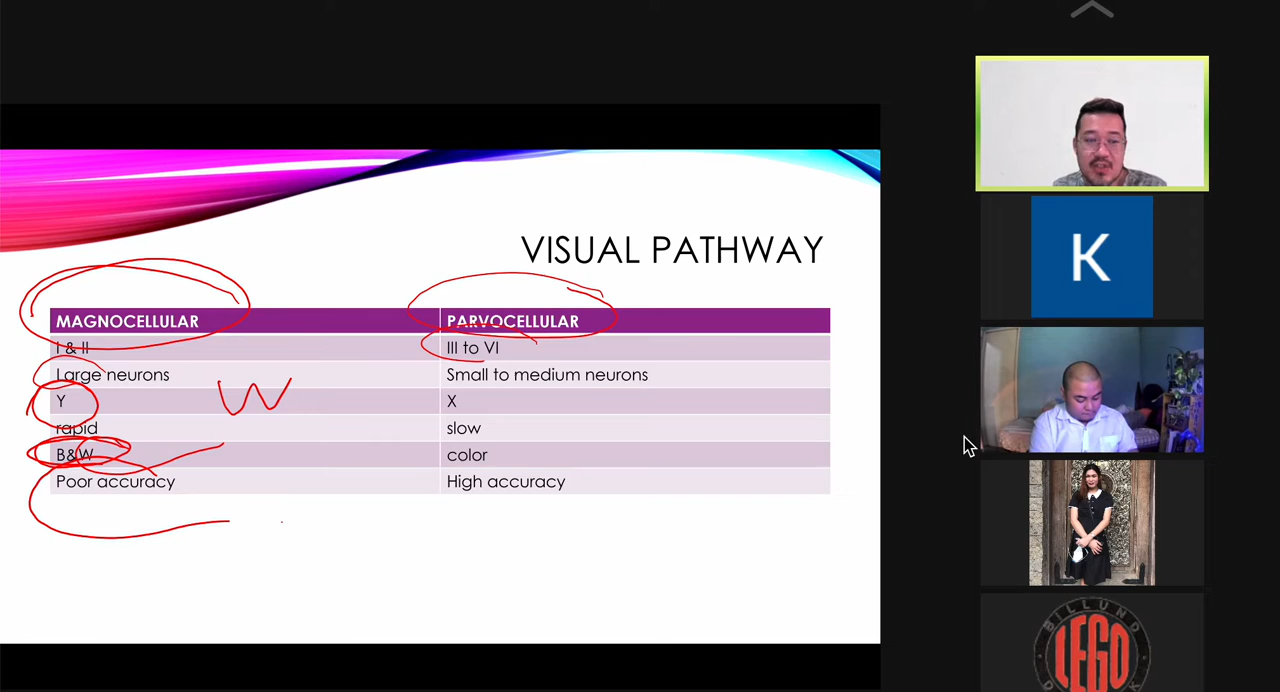 VISUAL PATHWAY
MAGNOCELLULAR PARVOCELLULAR
I & II III to VI
Large neurons Small to medium neurons
Y X
W
rapid slow
B&W color
Poor accuracy High accuracy
K
BILLUND
LEGO